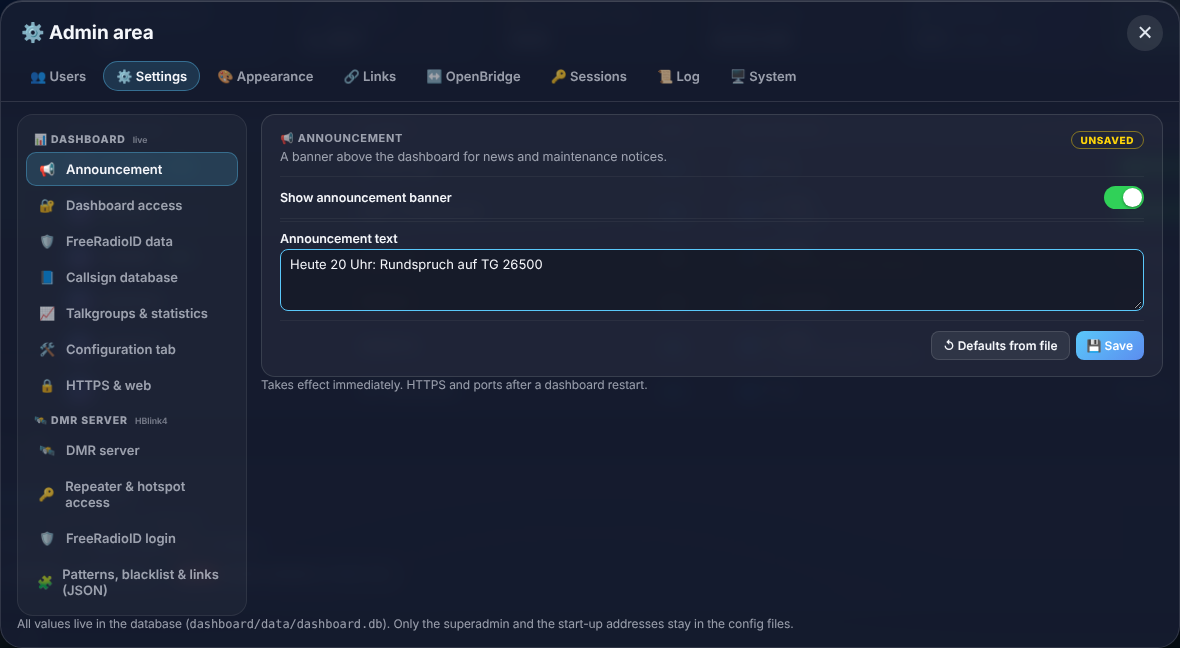 ⚙️ Admin area
✕
👥 Users
⚙️ Settings
🎨 Appearance
🔗 Links
↔️ OpenBridge
🔑 Sessions
📜 Log
🖥️ System
📊 DASHBOARD live
📢 Announcement
🔐 Dashboard access
🛡️ FreeRadioID data
📘 Callsign database
📈 Talkgroups & statistics
🛠️ Configuration tab
🔒 HTTPS & web
🛰️ DMR SERVER HBlink4
🛰️ DMR server
🔑 Repeater & hotspot
access
🛡️ FreeRadioID login
🧩 Patterns, blacklist & links
(JSON)
📢 ANNOUNCEMENT
UNSAVED
A banner above the dashboard for news and maintenance notices.
Show announcement banner
Announcement text
Heute 20 Uhr: Rundspruch auf TG 26500
↺ Defaults from file
💾 Save
Takes effect immediately. HTTPS and ports after a dashboard restart.
All values live in the database (dashboard/data/dashboard.db). Only the superadmin and the start-up addresses stay in the config files.